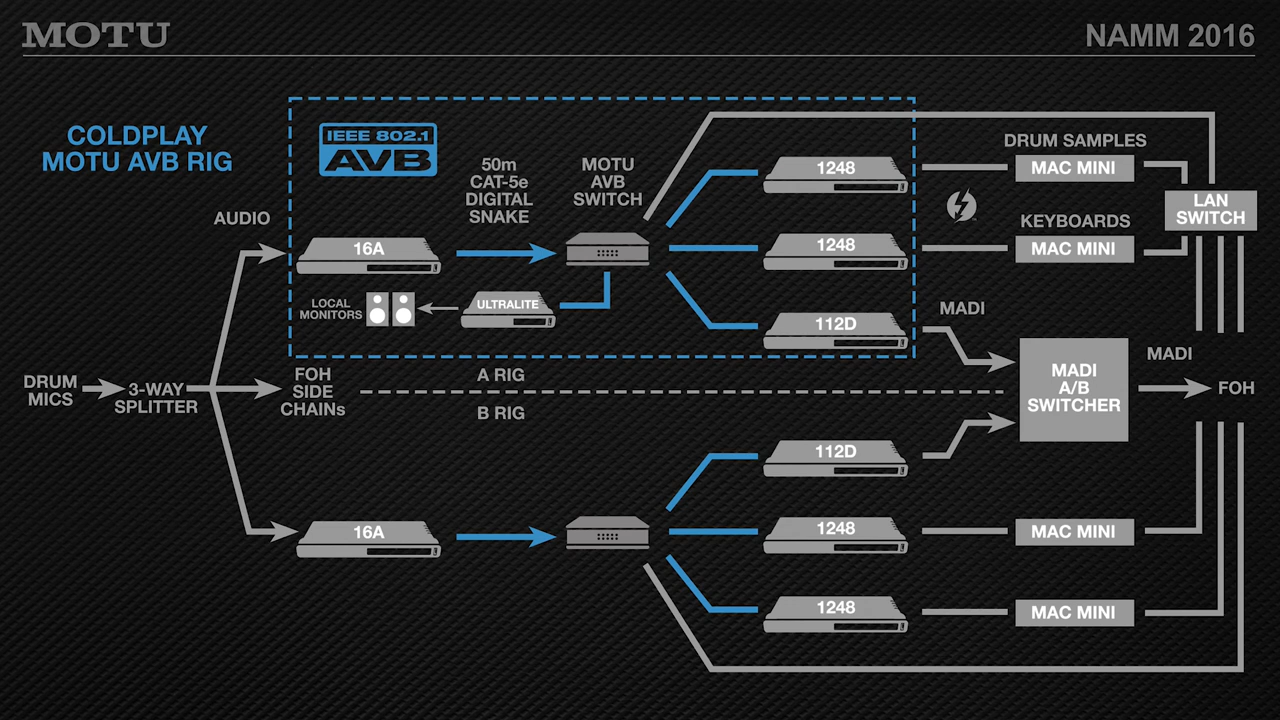 MOTU
NAMM 2016
COLDPLAY
MOTU AVB RIG
IEEE 802.1
AVB
50m
CAT-5e
DIGITAL
SNAKE
MOTU
AVB
SWITCH
1248
DRUM SAMPLES
MAC MINI
LAN
SWITCH
AUDIO
16A
1248
KEYBOARDS
MAC MINI
LOCAL
MONITORS
ULTRALITE
112D
MADI
DRUM
MICS
3-WAY
SPLITTER
FOH
SIDE
CHAINs
A RIG
B RIG
MADI
A/B
SWITCHER
MADI
FOH
112D
16A
1248
MAC MINI
1248
MAC MINI